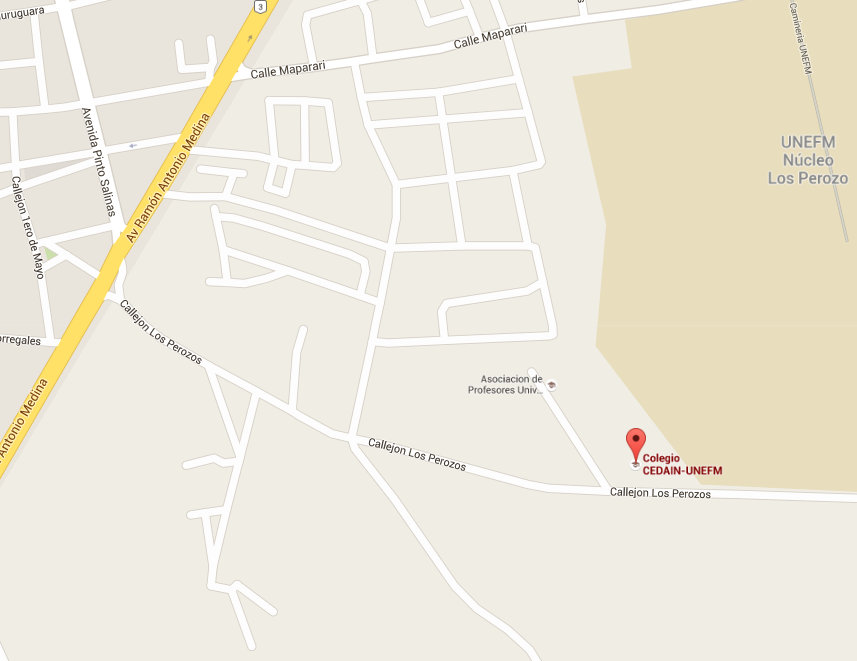 3
Calle Maparari
Calle Maparari
Camineria UNEFM
Avenida Pinto Salinas
Av Ramón Antonio Medina
UNEFM
Núcleo
Los Perozo
Callejon 1ero de Mayo
Callejon Los Perozos
Antonio Medina
Asociacion de
Profesores Univ...
Callejon Los Perozos
Colegio
CEDAIN-UNEFM
Callejon Los Perozos